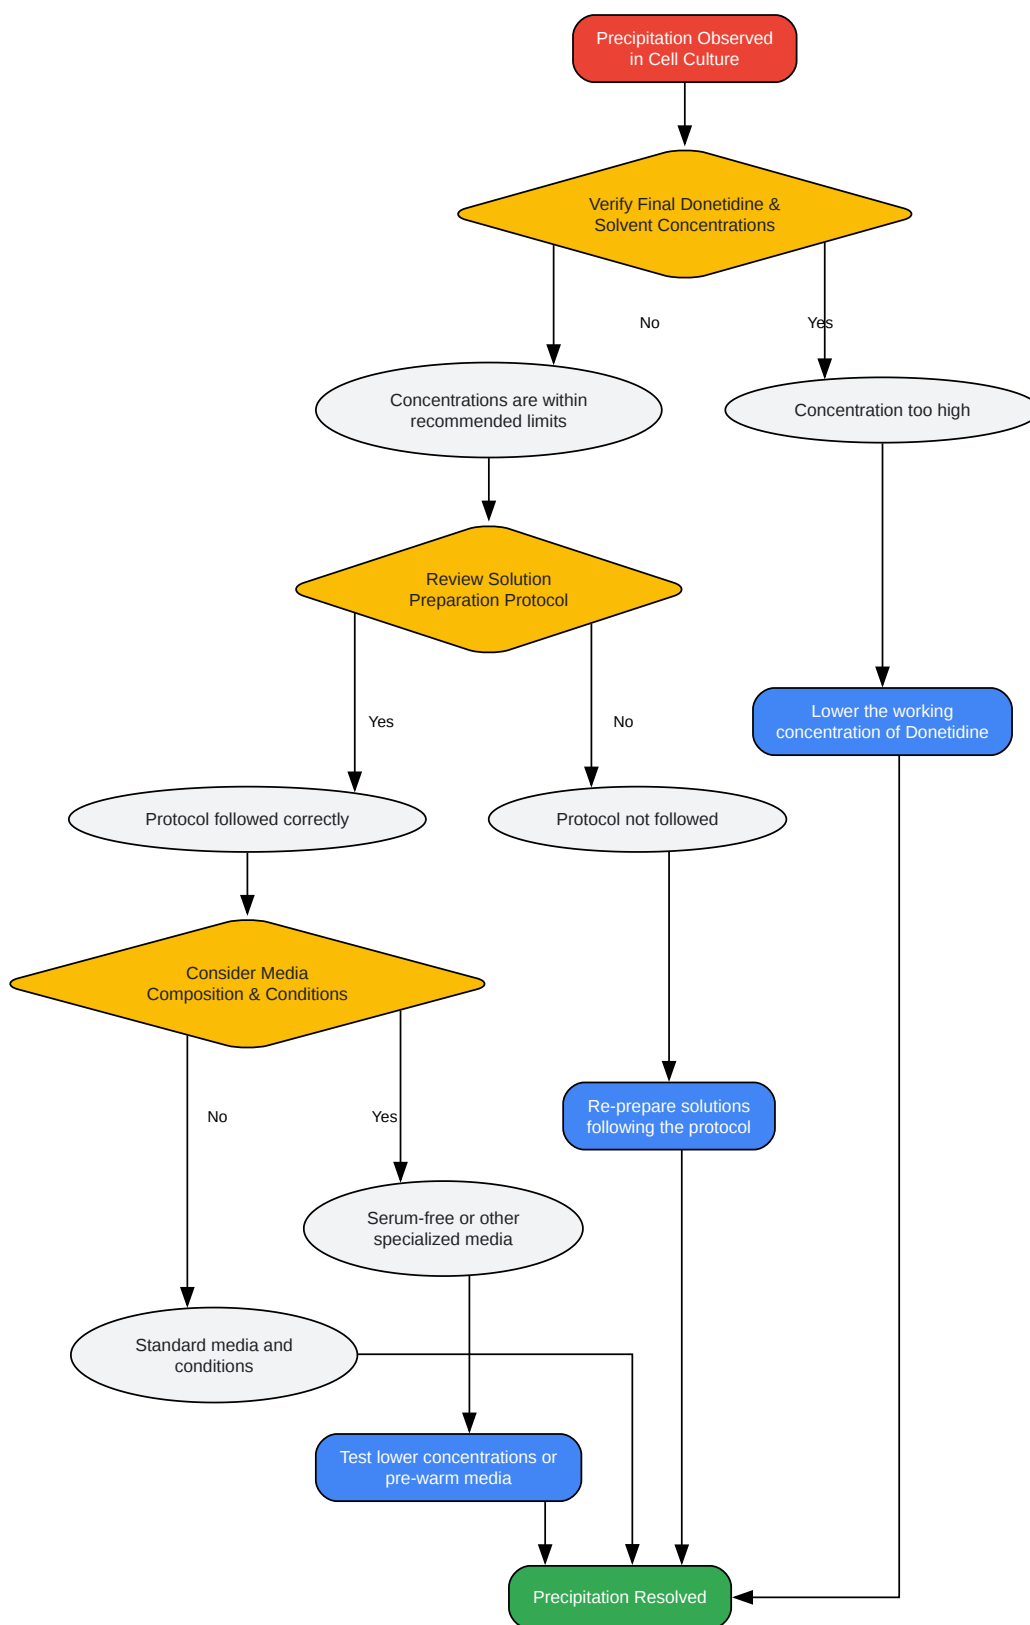 Precipitation Observed
in Cell Culture
Verify Final Donetidine &
Solvent Concentrations
No
Yes
Concentrations are within
recommended limits
Concentration too high
Review Solution
Preparation Protocol
Lower the working
concentration of Donetidine
Yes
No
Protocol followed correctly
Protocol not followed
Consider Media
Composition & Conditions
No
Yes
Re-prepare solutions
following the protocol
Serum-free or other
specialized media
Standard media and
conditions
Test lower concentrations or
pre-warm media
Precipitation Resolved